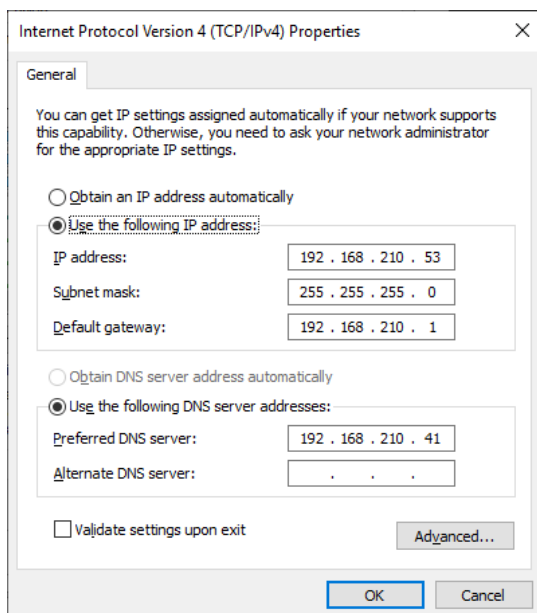 Internet Protocol Version 4 (TCP/IPv4) Properties
General
You can get IP settings assigned automatically if your network supports
this capability. Otherwise, you need to ask your network administrator
for the appropriate IP settings.
Obtain an IP address automatically
Use the following IP address:
IP address: 192 . 168 . 210 . 53
Subnet mask: 255 . 255 . 255 . 0
Default gateway: 192 . 168 . 210 . 1
Obtain DNS server address automatically
Use the following DNS server addresses:
Preferred DNS server: 192 . 168 . 210 . 41
Alternate DNS server: . . .
Validate settings upon exit
Advanced...
OK Cancel